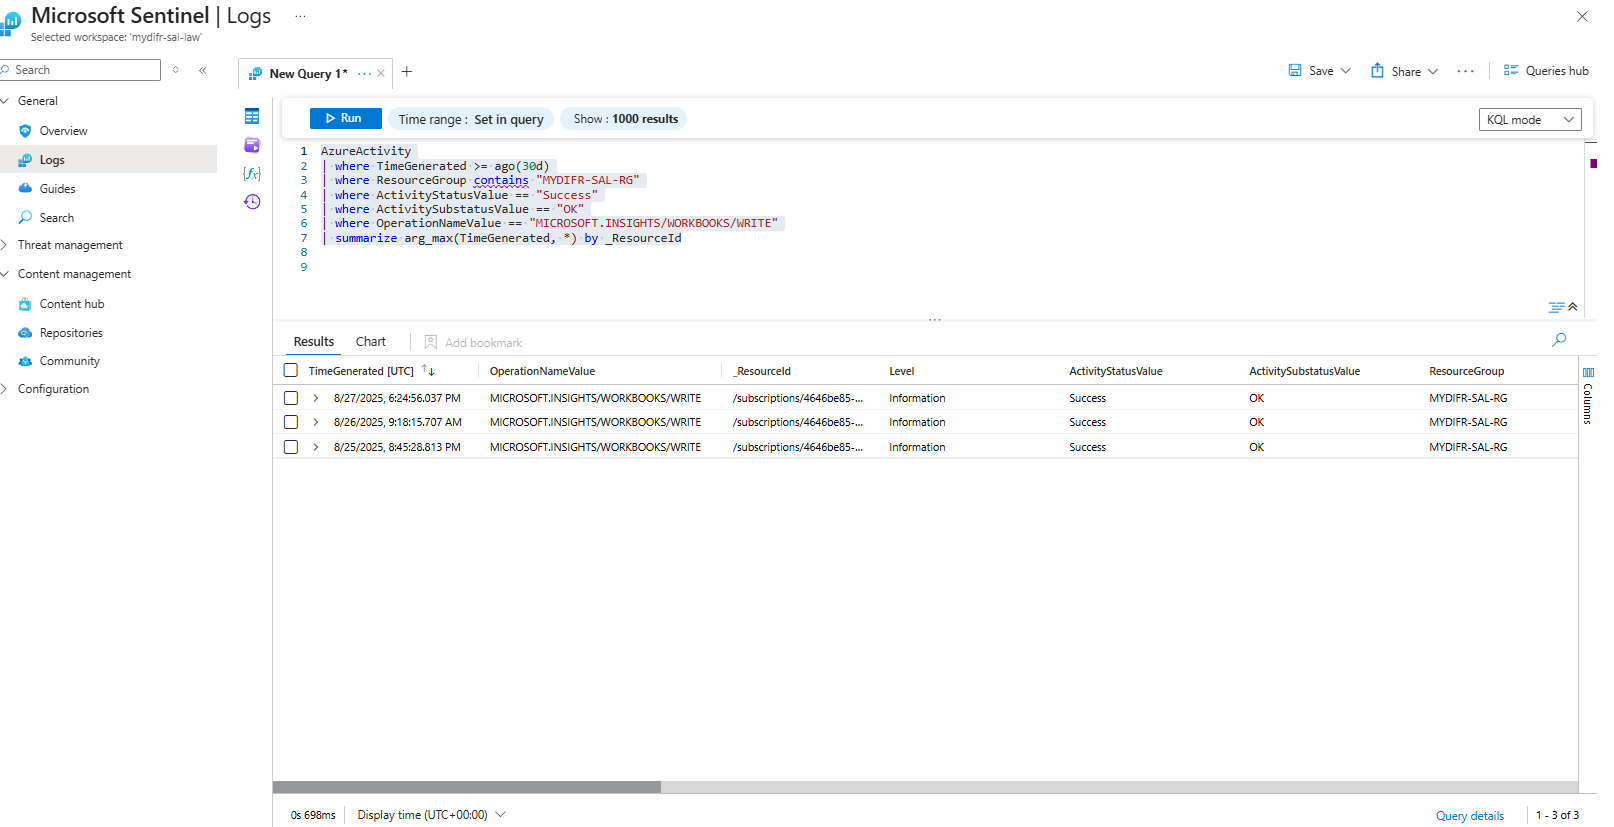 Microsoft Sentinel | Logs ...
Selected workspace: 'mydifr-sal-law'
Search
General
Overview
Logs
Guides
Search
Threat management
Content management
Content hub
Repositories
Community
Configuration
New Query 1* ...
Save
Share
...
Queries hub
Run
Time range : Set in query
Show : 1000 results
KQL mode
1 AzureActivity
2 | where TimeGenerated >= ago(30d)
3 | where ResourceGroup contains "MYDIFR-SAL-RG"
4 | where ActivityStatusValue == "Success"
5 | where ActivitySubstatusValue == "OK"
6 | where OperationNameValue == "MICROSOFT.INSIGHTS/WORKBOOKS/WRITE"
7 | summarize arg_max(TimeGenerated, *) by _ResourceId
8
9
Results Chart Add bookmark
TimeGenerated [UTC] OperationNameValue _ResourceId Level ActivityStatusValue ActivitySubstatusValue ResourceGroup
8/27/2025, 6:24:56.037 PM MICROSOFT.INSIGHTS/WORKBOOKS/WRITE /subscriptions/4646be85-... Information Success OK MYDIFR-SAL-RG
8/26/2025, 9:18:15.707 AM MICROSOFT.INSIGHTS/WORKBOOKS/WRITE /subscriptions/4646be85-... Information Success OK MYDIFR-SAL-RG
8/25/2025, 8:45:28.813 PM MICROSOFT.INSIGHTS/WORKBOOKS/WRITE /subscriptions/4646be85-... Information Success OK MYDIFR-SAL-RG
Columns
0s 698ms
Display time (UTC+00:00)
Query details
1 - 3 of 3